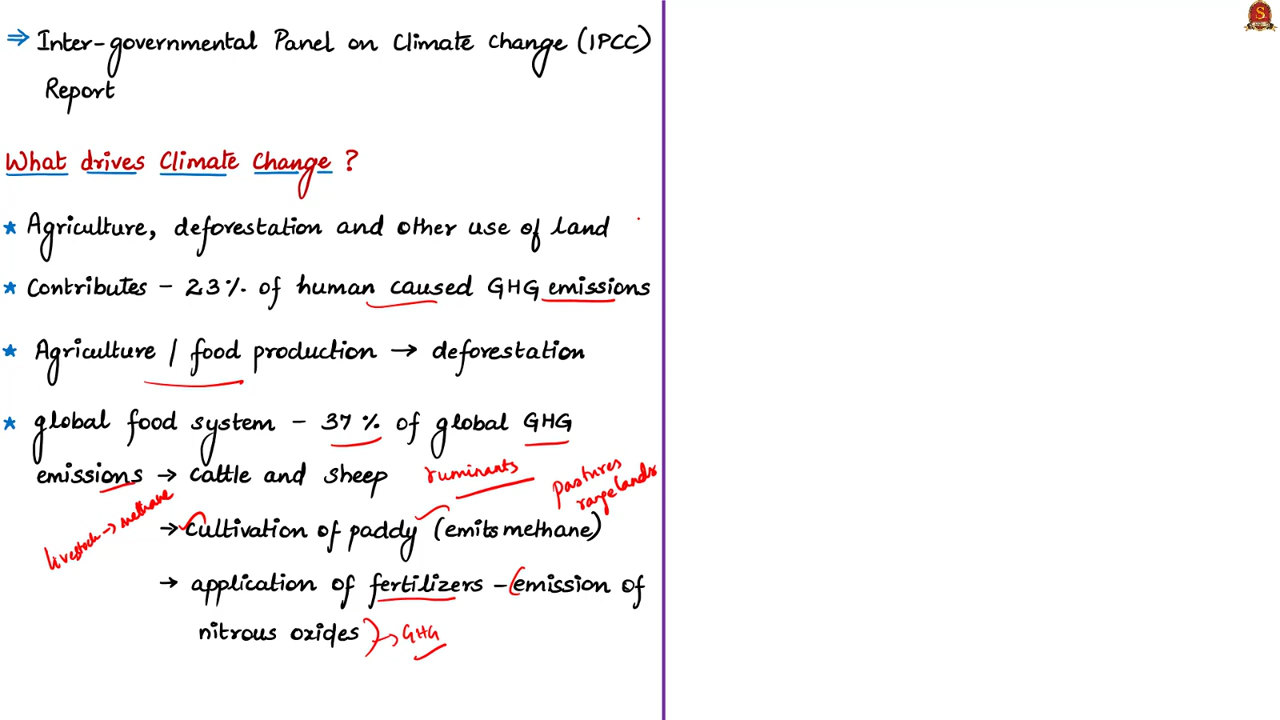 ⇒ Inter-governmental Panel on Climate Change (IPCC)
Report
What drives Climate Change ?
* Agriculture, deforestation and other use of land
* Contributes - 23% of human caused GHG emissions
* Agriculture / food production → deforestation
* global food system - 37% of global GHG
emissions → cattle and sheep ruminants
pastures
rangelands
livestock → methane
→ cultivation of paddy (emits methane)
→ application of fertilizers - (emission of
nitrous oxides } → GHG
S